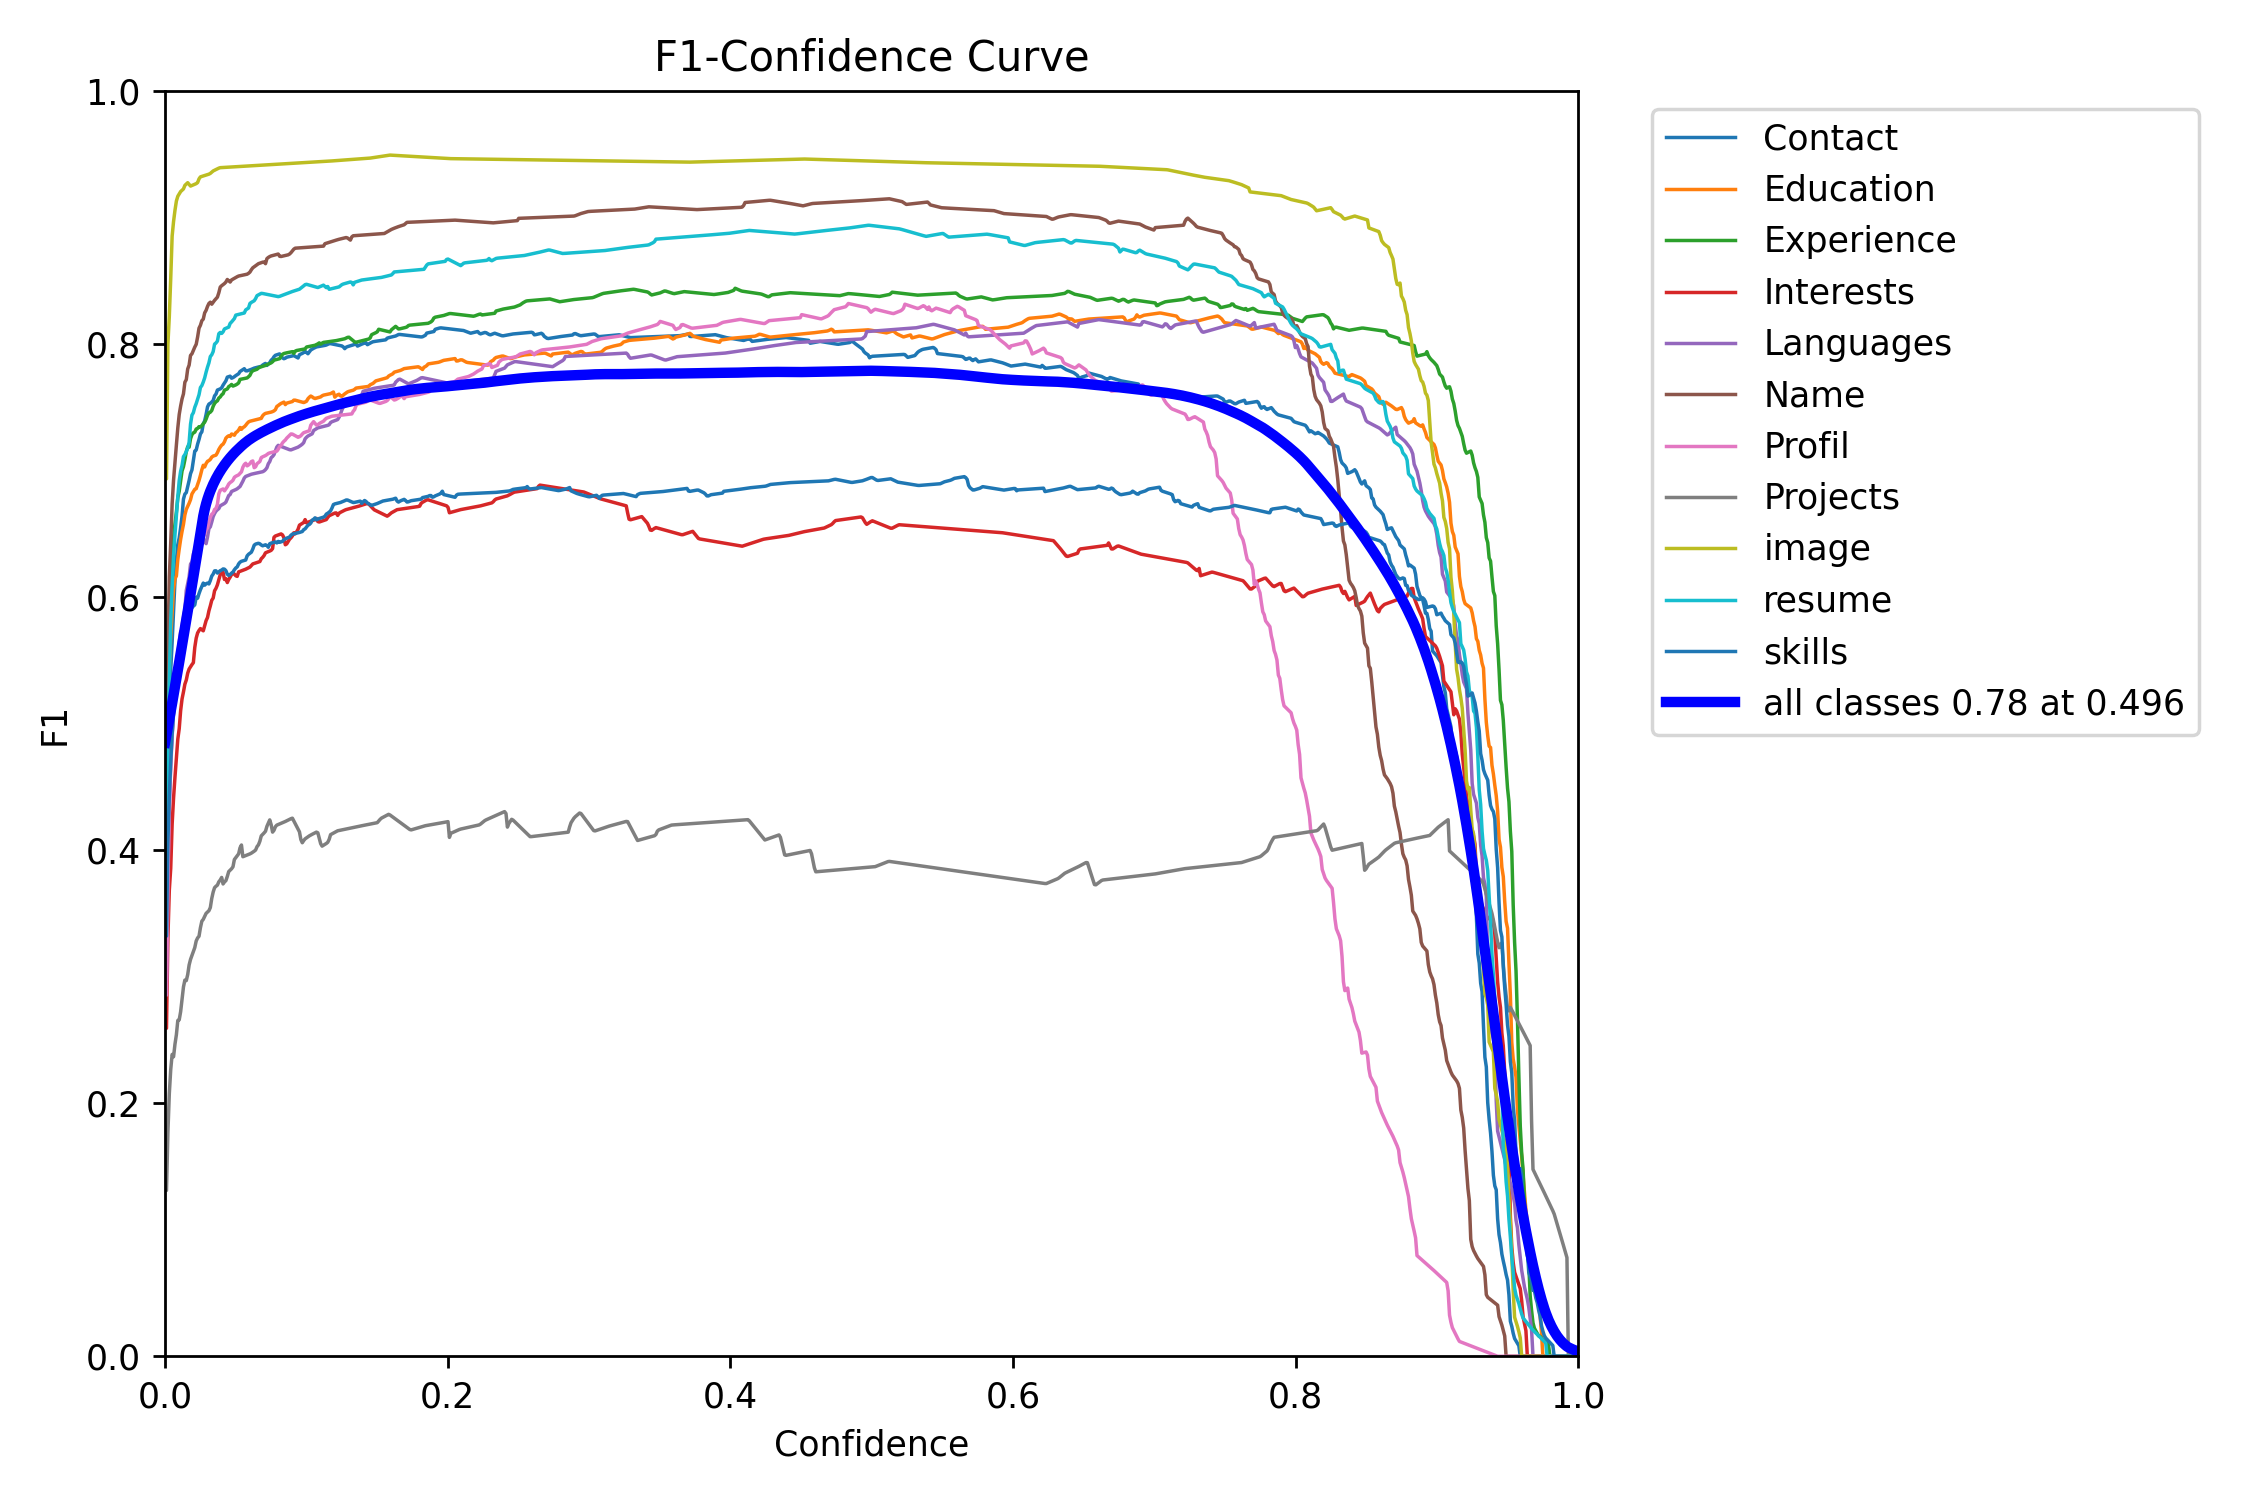 F1-Confidence Curve
1.0
0.8
0.6
0.4
0.2
0.0
F1
0.0 0.2 0.4 0.6 0.8 1.0
Confidence
Contact
Education
Experience
Interests
Languages
Name
Profil
Projects
image
resume
skills
all classes 0.78 at 0.496